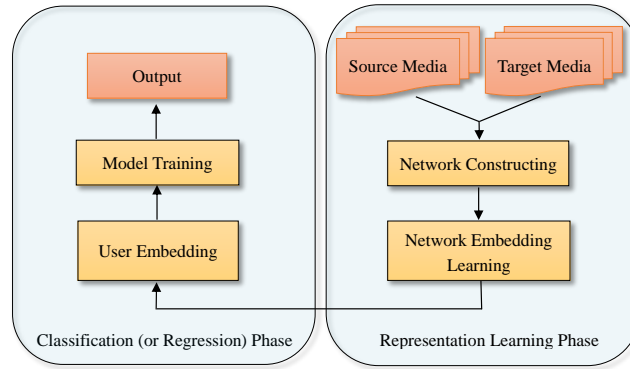 Output
Model Training
User Embedding
Classification (or Regression) Phase
Source Media
Target Media
Network Constructing
Network Embedding
Learning
Representation Learning Phase